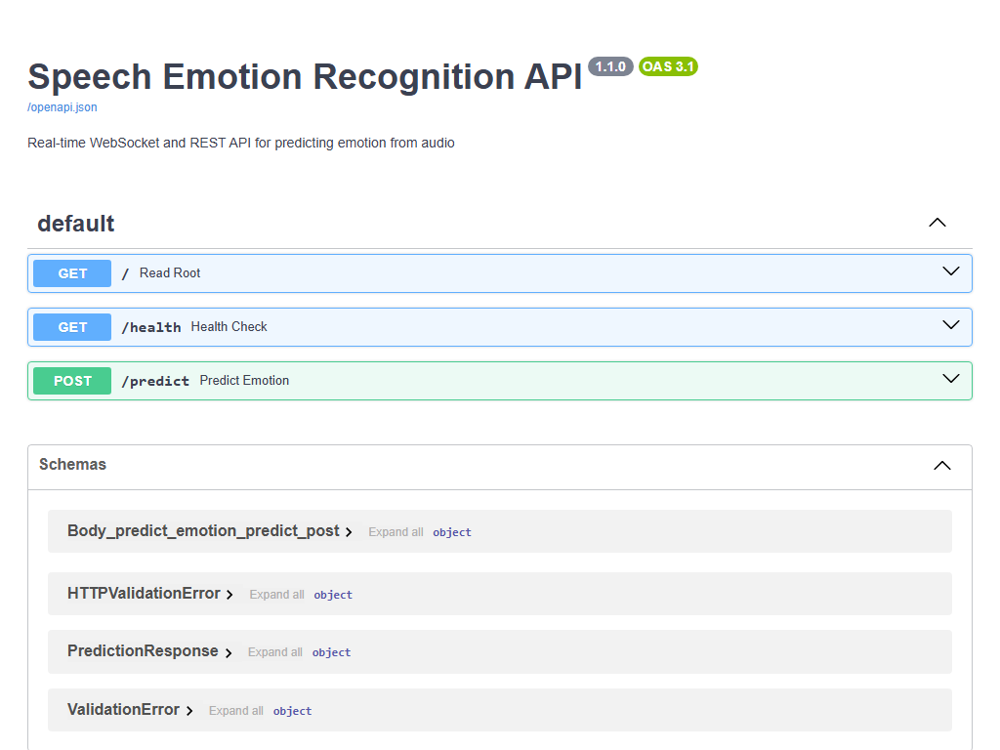 Speech Emotion Recognition API 1.1.0 OAS 3.1
/openapi.json
Real-time WebSocket and REST API for predicting emotion from audio
default
GET / Read Root
GET /health Health Check
POST /predict Predict Emotion
Schemas
Body_predict_emotion_predict_post Expand all object
HTTPValidationError Expand all object
PredictionResponse Expand all object
ValidationError Expand all object